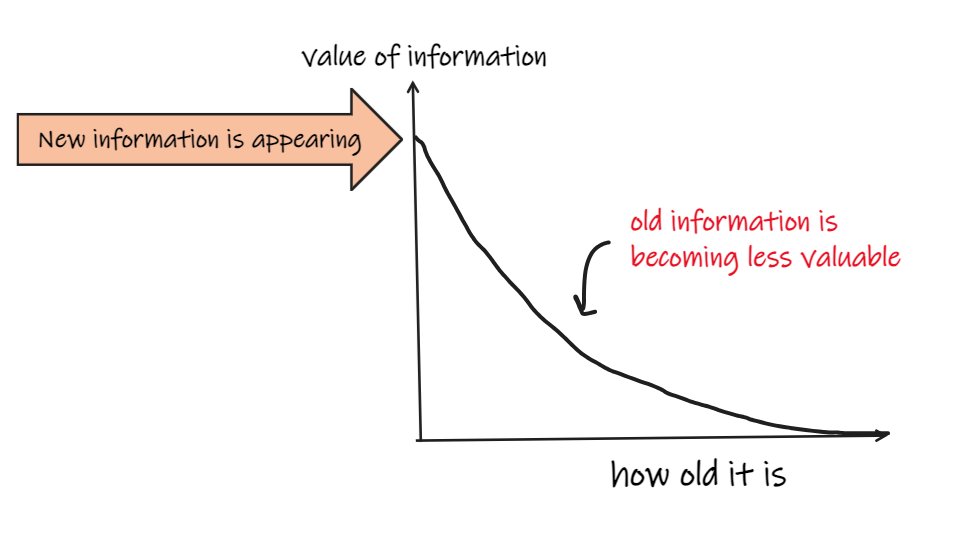 Value of information
New information is appearing
old information is
becoming less valuable
how old it is